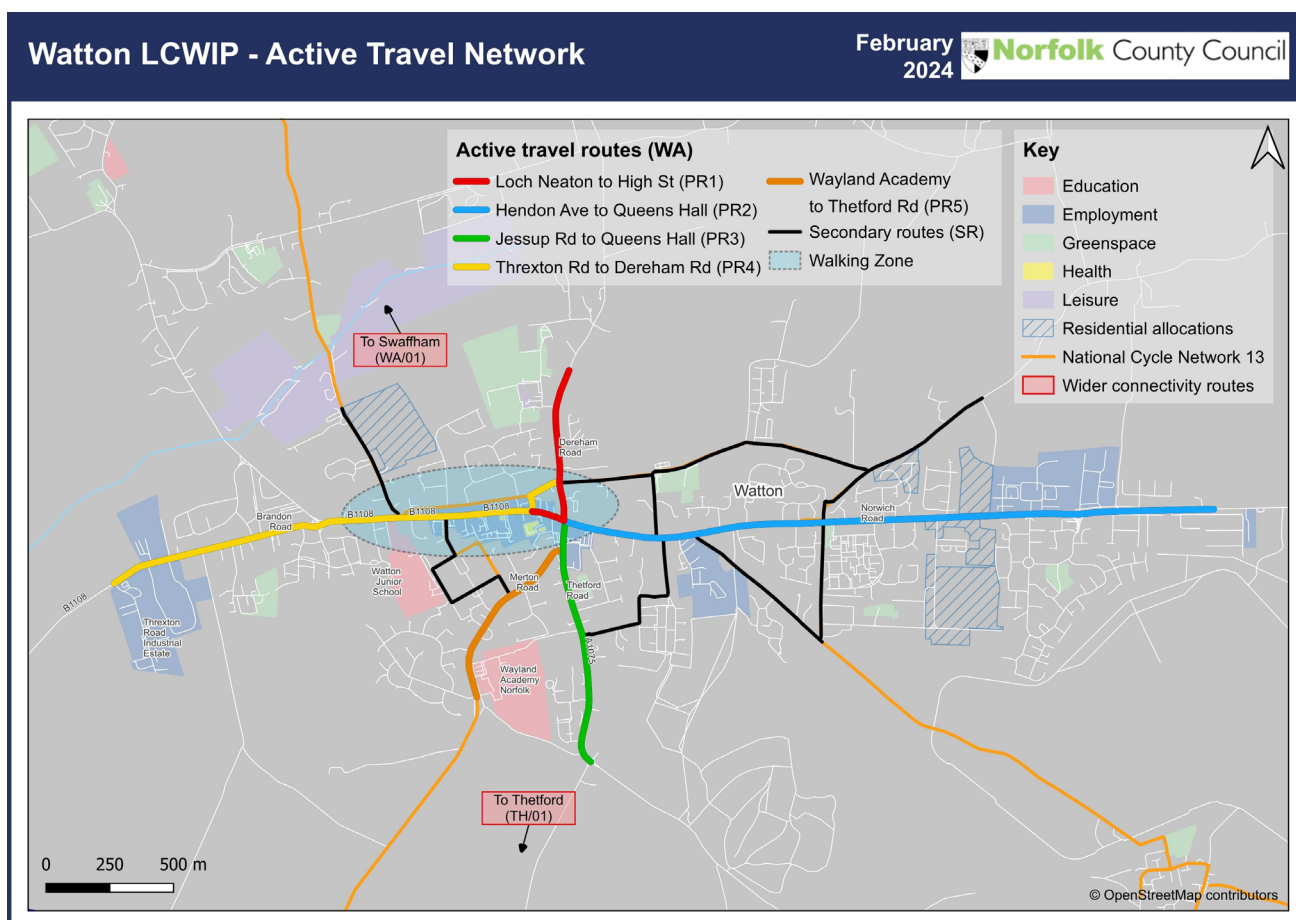 Watton LCWIP - Active Travel Network
February
2024
Norfolk County Council
Active travel routes (WA)
Loch Neaton to High St (PR1)
Hendon Ave to Queens Hall (PR2)
Jessup Rd to Queens Hall (PR3)
Threxton Rd to Dereham Rd (PR4)
Wayland Academy
to Thetford Rd (PR5)
Secondary routes (SR)
Walking Zone
Key
Education
Employment
Greenspace
Health
Leisure
Residential allocations
National Cycle Network 13
Wider connectivity routes
To Swaffham
(WA/01)
Dereham
Road
Watton
Brandon
Road
B1108
B1108
B1108
Norwich
Road
Watton
Junior
School
Merton
Road
Thetford
Road
B1108
Threxton
Road
Industrial
Estate
A1075
Wayland
Academy
Norfolk
To Thetford
(TH/01)
0 250 500 m
© OpenStreetMap contributors